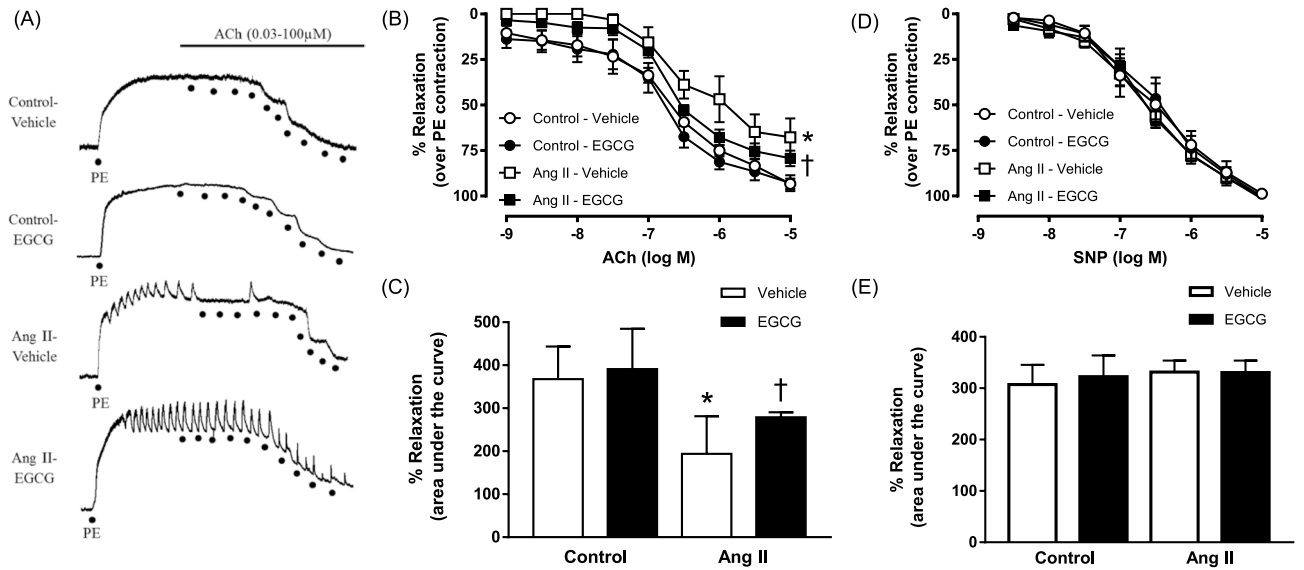 (A)
ACh (0.03-100µM)
Control-
Vehicle
PE
Control-
EGCG
PE
Ang II-
Vehicle
PE
Ang II-
EGCG
PE
(B)
% Relaxation
(over PE contraction)
0
25
50
75
100
Control - Vehicle
Control - EGCG
Ang II - Vehicle
Ang II - EGCG
*
†
-9
-8
-7
-6
-5
ACh (log M)
(C)
% Relaxation
(area under the curve)
500
400
300
200
100
0
Vehicle
EGCG
*
†
Control
Ang II
(D)
% Relaxation
(over PE contraction)
0
25
50
75
100
Control - Vehicle
Control - EGCG
Ang II - Vehicle
Ang II - EGCG
-9
-8
-7
-6
-5
SNP (log M)
(E)
% Relaxation
(area under the curve)
400
300
200
100
0
Vehicle
EGCG
Control
Ang II